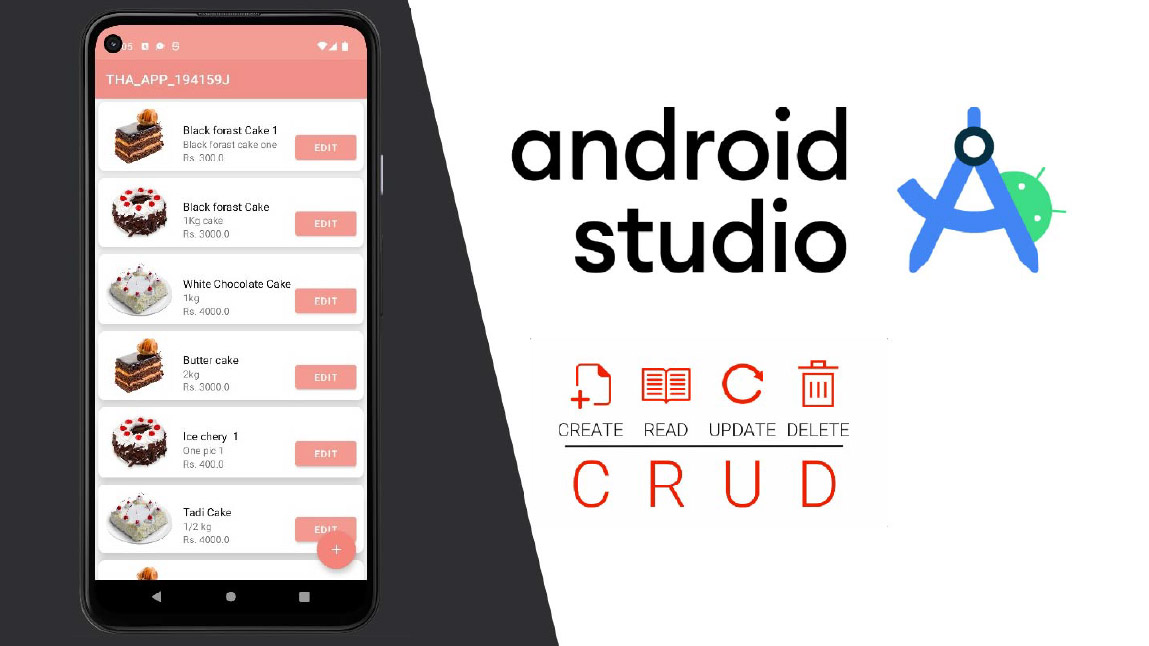 05
THA_APP_194159J
Black forast Cake 1
Black forast cake one
Rs. 300.0
EDIT
Black forast Cake
1Kg cake
Rs. 3000.0
EDIT
White Chocolate Cake
1kg
Rs. 4000.0
EDIT
Butter cake
2kg
Rs. 3000.0
EDIT
Ice chery 1
One pic 1
Rs. 400.0
EDIT
Tadi Cake
1/2 kg
Rs. 4000.0
EDIT
+
android
studio
CREATE READ UPDATE DELETE
C R U D